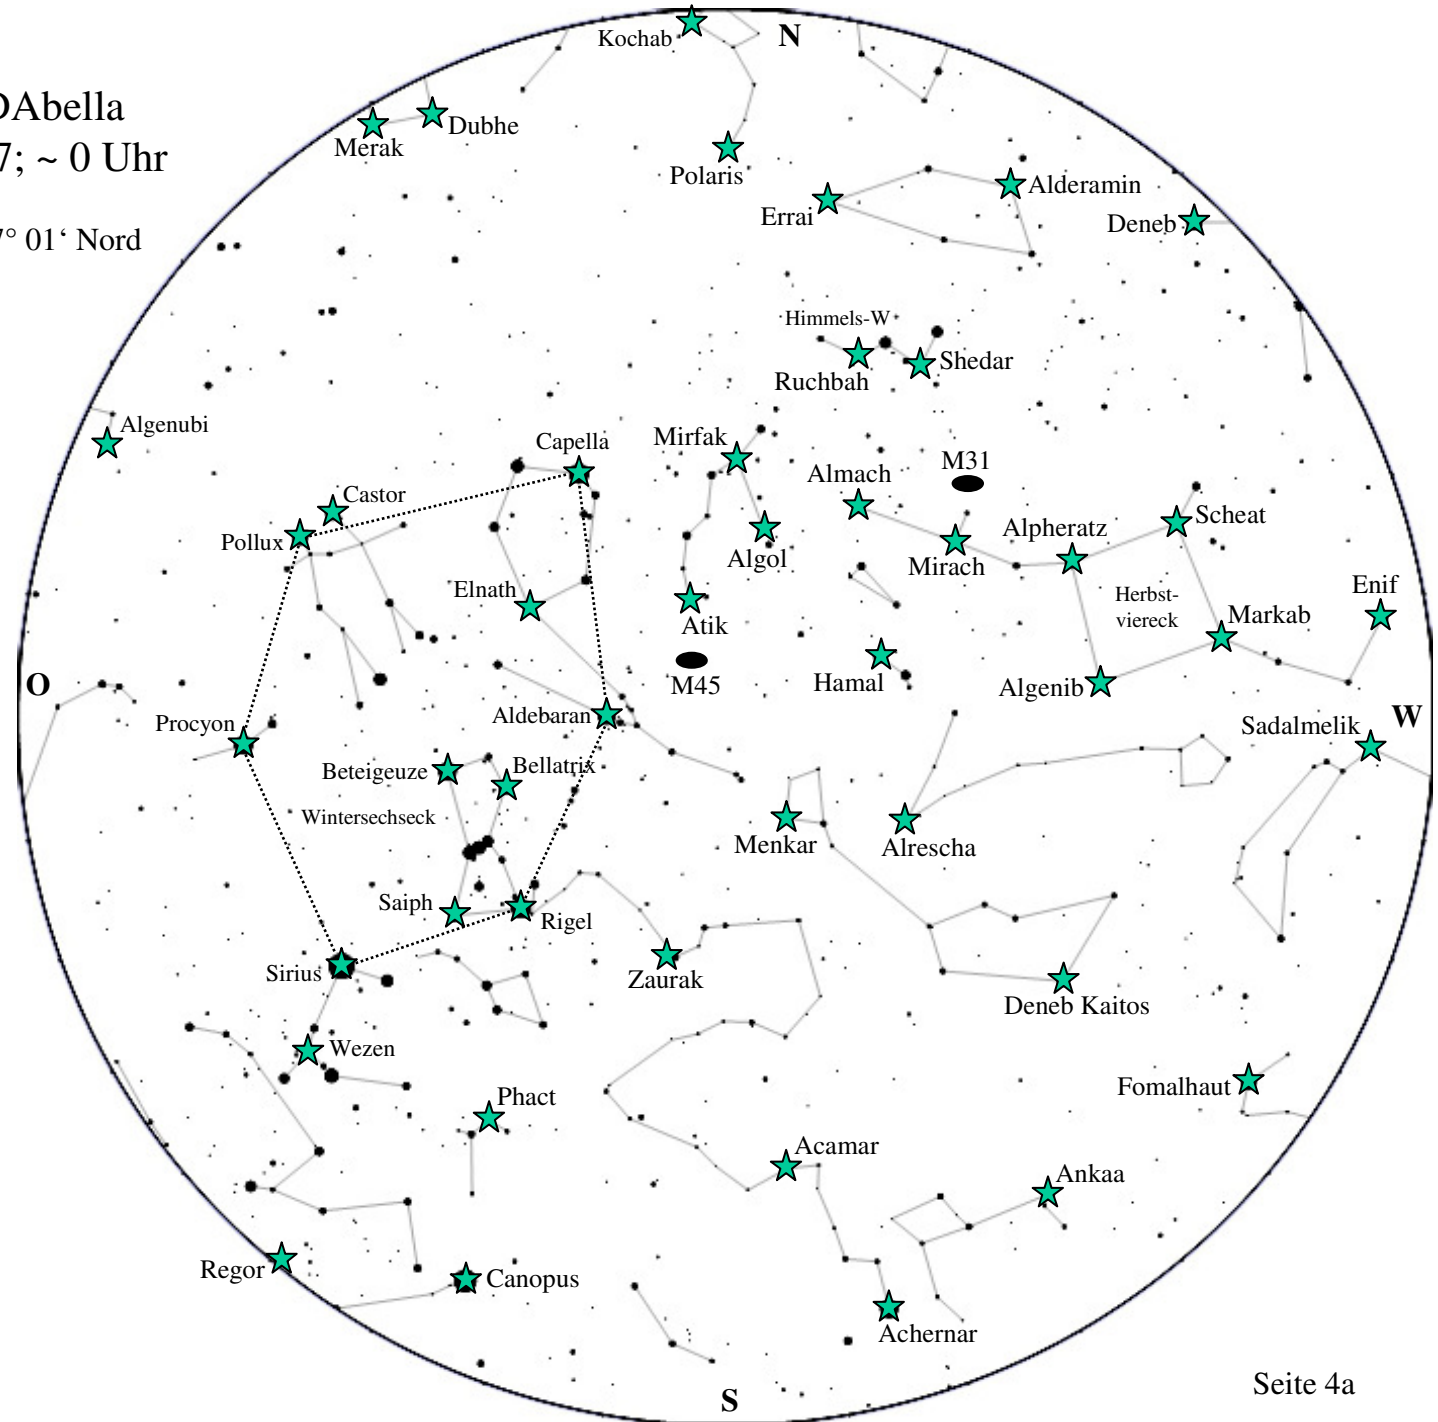 Kochab
N
DAbella
Merak
Dubhe
7; ~ 0 Uhr
Polaris
Alderamin
Errai
Deneb
7° 01‘ Nord
Himmels-W
Shedar
Ruchbah
Algenubi
Capella
Mirfak
M31
Almach
Castor
Scheat
Alpheratz
Pollux
Algol
Mirach
Elnath
Herbst-
viereck
Enif
Markab
Atik
O
M45
Hamal
Algenib
Procyon
Aldebaran
W
Sadalmelik
Beteigeuze
Bellatrix
Wintersechseck
Menkar
Alrescha
Saiph
Rigel
Sirius
Zaurak
Deneb Kaitos
Wezen
Phact
Fomalhaut
Acamar
Ankaa
Regor
Canopus
Achernar
Seite 4a
S